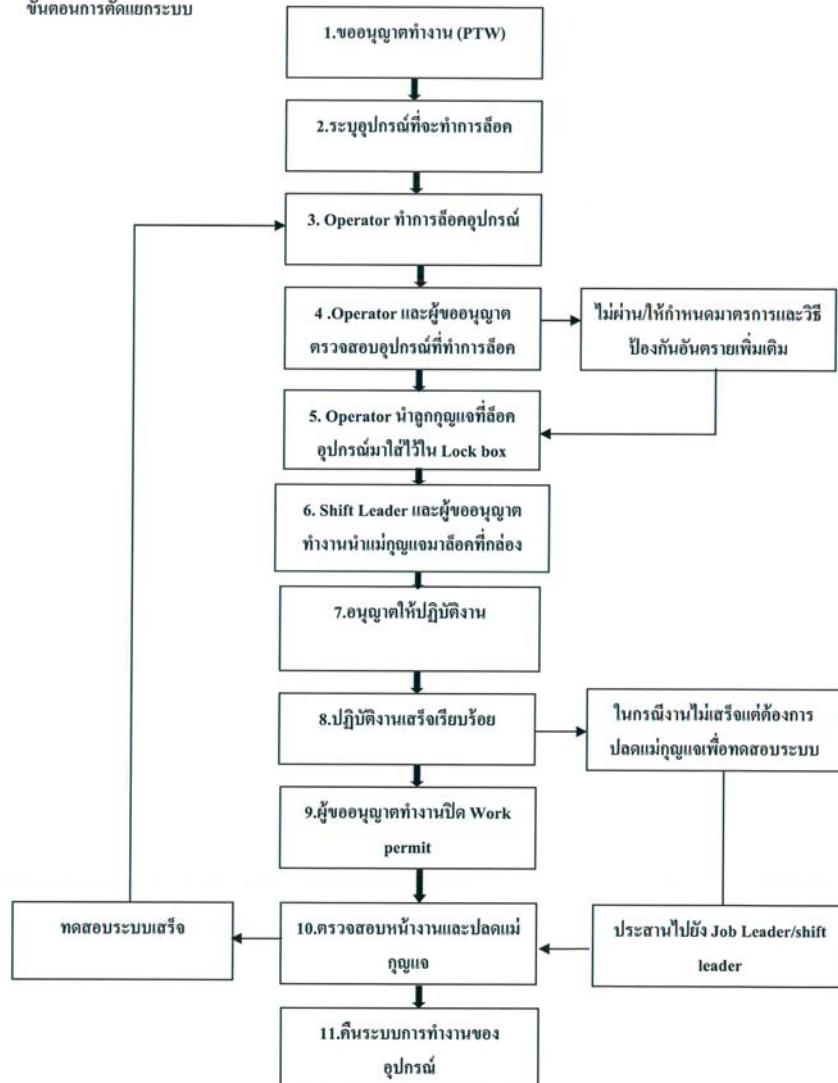 ขั้นตอนการตัดแยกระบบ
1.ขออนุญาตทำงาน (PTW)
2.ระบุอุปกรณ์ที่จะทำการล็อค
3. Operator ทำการล็อคอุปกรณ์
4 .Operator และผู้ขออนุญาต
ตรวจสอบอุปกรณ์ที่ทำการล็อค
ไม่ผ่าน/ให้กำหนดมาตรการและวิธี
ป้องกันอันตรายเพิ่มเติม
5. Operator นำลูกกุญแจที่ล็อค
อุปกรณ์มาใส่ไว้ใน Lock box
6. Shift Leader และผู้ขออนุญาต
ทำงานนำแม่กุญแจมาล็อคที่กล่อง
7.อนุญาตให้ปฏิบัติงาน
8.ปฏิบัติงานเสร็จเรียบร้อย
ในกรณีงานไม่เสร็จแต่ต้องการ
ปลดแม่กุญแจเพื่อทดสอบระบบ
9.ผู้ขออนุญาตทำงานปิด Work
permit
ทดสอบระบบเสร็จ
10.ตรวจสอบหน้างานและปลดแม่
กุญแจ
ประสานไปยัง Job Leader/shift
leader
11.คืนระบบการทำงานของ
อุปกรณ์